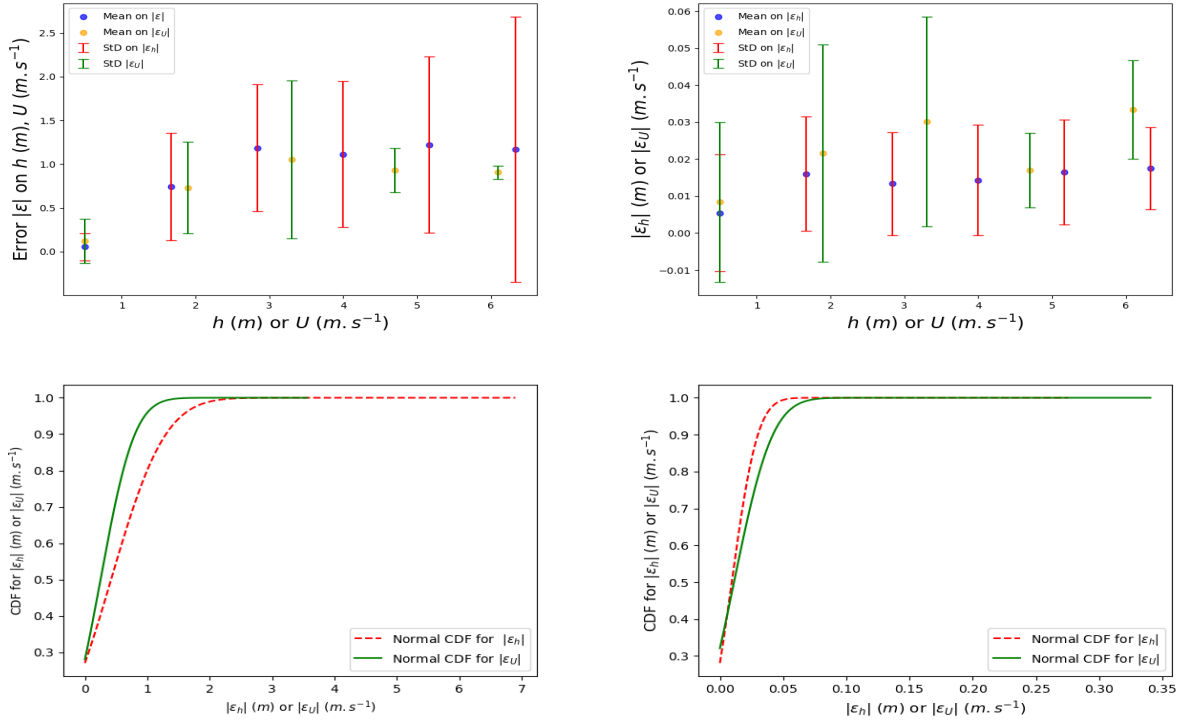 Mean on |ε|
Mean on |ε_U|
StD on |ε_h|
StD |ε_U|
2.5
2.0
1.5
1.0
0.5
0.0
Error |ε| on h (m), U (m.s⁻¹)
1 2 3 4 5 6
h (m) or U (m.s⁻¹)
Mean on |ε_h|
Mean on |ε_U|
StD on |ε_h|
StD on |ε_U|
0.06
0.05
0.04
0.03
0.02
0.01
0.00
−0.01
|ε_h| (m) or |ε_U| (m.s⁻¹)
1 2 3 4 5 6
h (m) or U (m.s⁻¹)
1.0
0.9
0.8
0.7
0.6
0.5
0.4
0.3
CDF for |ε_h| (m) or |ε_U| (m.s⁻¹)
Normal CDF for |ε_h|
Normal CDF for |ε_U|
0 1 2 3 4 5 6 7
|ε_h| (m) or |ε_U| (m.s⁻¹)
1.0
0.9
0.8
0.7
0.6
0.5
0.4
0.3
CDF for |ε_h| (m) or |ε_U| (m.s⁻¹)
Normal CDF for |ε_h|
Normal CDF for |ε_U|
0.00 0.05 0.10 0.15 0.20 0.25 0.30 0.35
|ε_h| (m) or |ε_U| (m.s⁻¹)